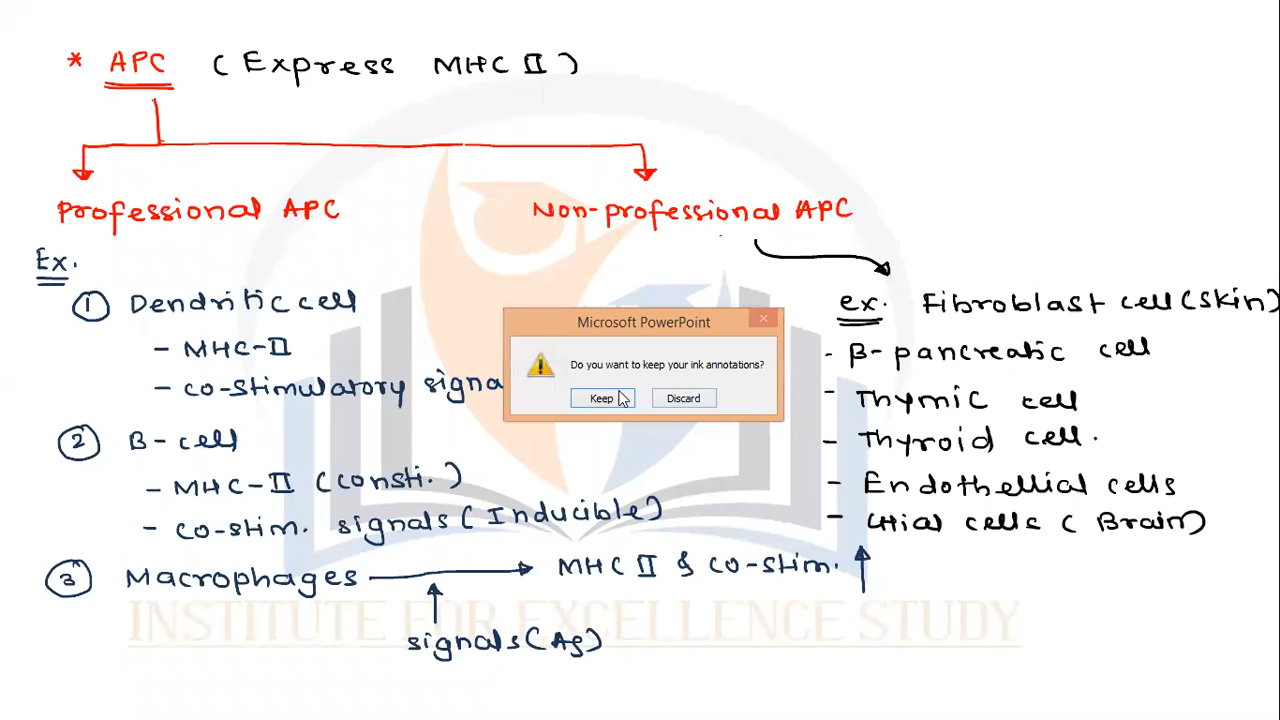 * APC (Express MHC II)
Professional APC
Non-professional APC
Ex.
① Dendritic cell
- MHC-II
- co-stimulatory signa
② B-cell
- MHC-II (consti.)
- co-stim. signals (Inducible)
③ Macrophages → MHC II & co-stim. ↑
signals (Ag)
ex. Fibroblast cell (skin)
- β-pancreatic cell
- Thymic cell
- Thyroid cell.
- Endothellial cells
- Glial cells (Brain)
Microsoft PowerPoint
Do you want to keep your ink annotations?
Keep
Discard
INSTITUTE FOR EXCELLENCE STUDY